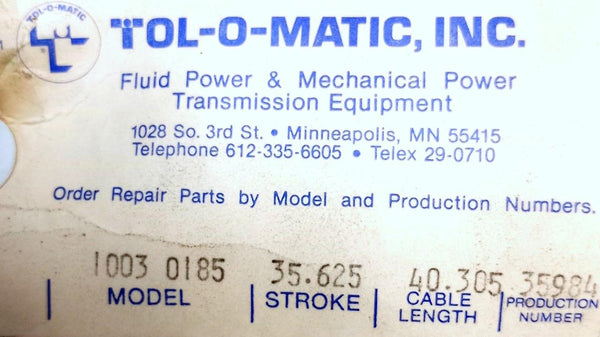 TOL-O-MATIC, INC.
Fluid Power & Mechanical Power
Transmission Equipment
1028 So. 3rd St. • Minneapolis, MN 55415
Telephone 612-335-6605 • Telex 29-0710
Order Repair Parts by Model and Production Numbers.
1003 0185 35.625 40.305 35984
MODEL STROKE CABLE LENGTH PRODUCTION NUMBER